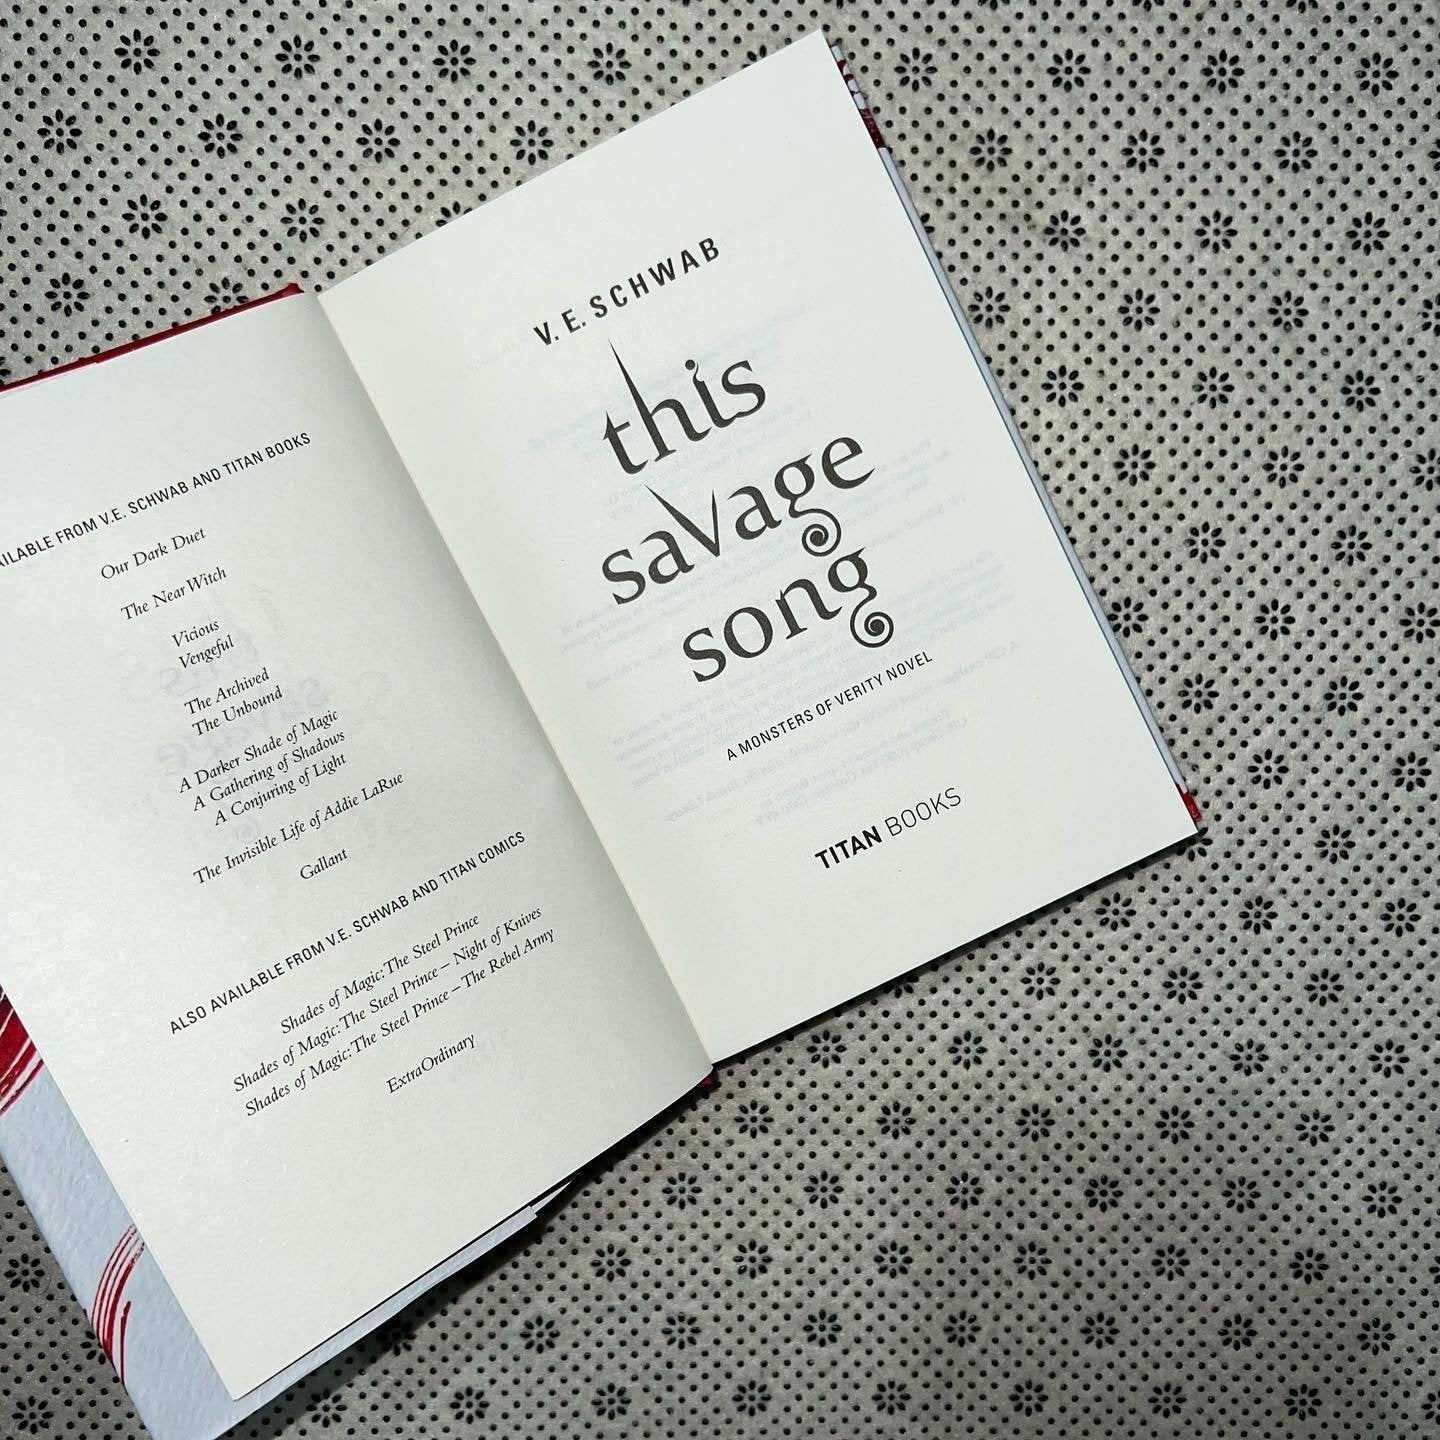 AILABLE FROM V.E. SCHWAB AND TITAN BOOKS
Our Dark Duet
The Near Witch
Vicious
Vengeful
The Archived
The Unbound
A Darker Shade of Magic
A Gathering of Shadows
A Conjuring of Light
The Invisible Life of Addie LaRue
Gallant
ALSO AVAILABLE FROM V.E. SCHWAB AND TITAN COMICS
Shades of Magic: The Steel Prince
Shades of Magic: The Steel Prince – Night of Knives
Shades of Magic: The Steel Prince – The Rebel Army
ExtraOrdinary
V. E. SCHWAB
this
savage
song
A MONSTERS OF VERITY NOVEL
TITAN BOOKS